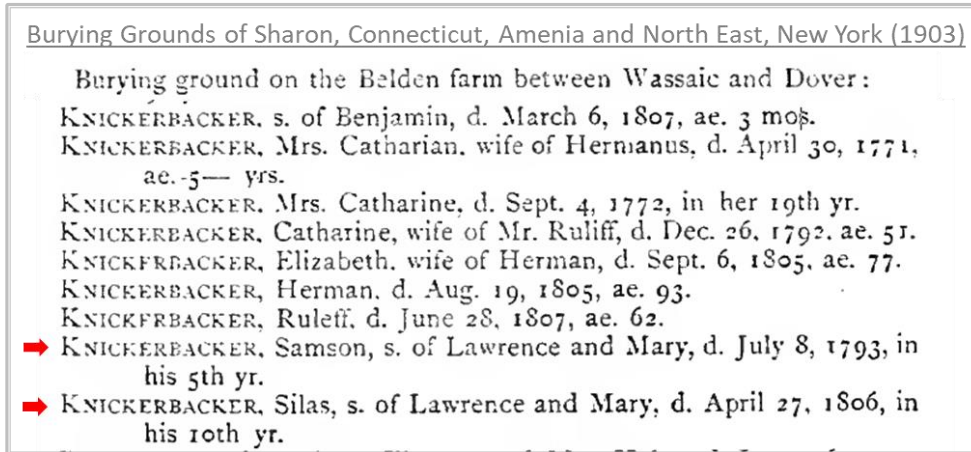 Burying Grounds of Sharon, Connecticut, Amenia and North East, New York (1903)
Burying ground on the Belden farm between Wassaic and Dover:
KNICKERBACKER, s. of Benjamin, d. March 6, 1807, ae. 3 mos.
KNICKERBACKER, Mrs. Catharian, wife of Hermanus, d. April 30, 1771,
ae. -5— yrs.
KNICKERBACKER, Mrs. Catharine, d. Sept. 4, 1772, in her 19th yr.
KNICKERBACKER, Catharine, wife of Mr. Ruliff, d. Dec. 26, 1792, ae. 51.
KNICKERBACKER, Elizabeth, wife of Herman, d. Sept. 6, 1805, ae. 77.
KNICKERBACKER, Herman, d. Aug. 19, 1805, ae. 93.
KNICKERBACKER, Ruleff, d. June 28, 1807, ae. 62.
KNICKERBACKER, Samson, s. of Lawrence and Mary, d. July 8, 1793, in
his 5th yr.
KNICKERBACKER, Silas, s. of Lawrence and Mary, d. April 27, 1806, in
his 10th yr.